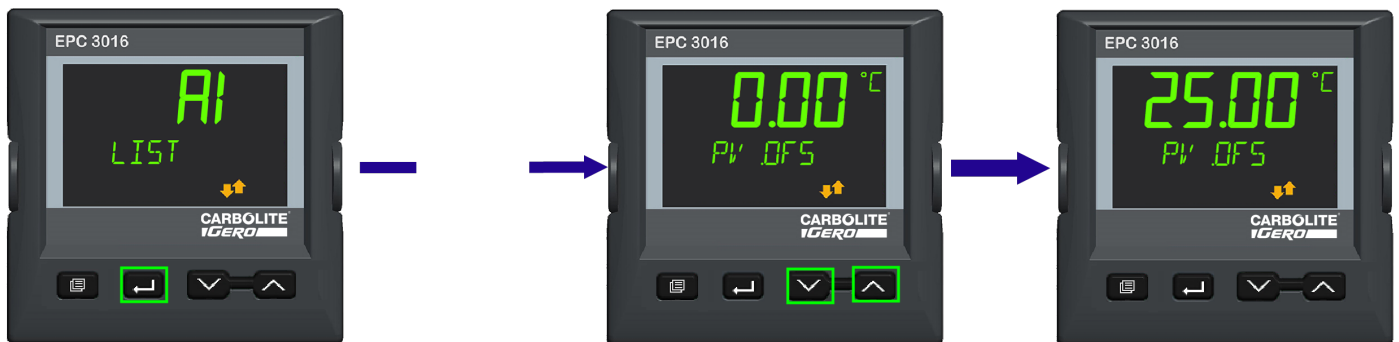 EPC 3016
AI
LIST
CARBOLITE
GERO
EPC 3016
0.00 °C
PV .OFS
CARBOLITE
GERO
EPC 3016
25.00 °C
PV .OFS
CARBOLITE
GERO